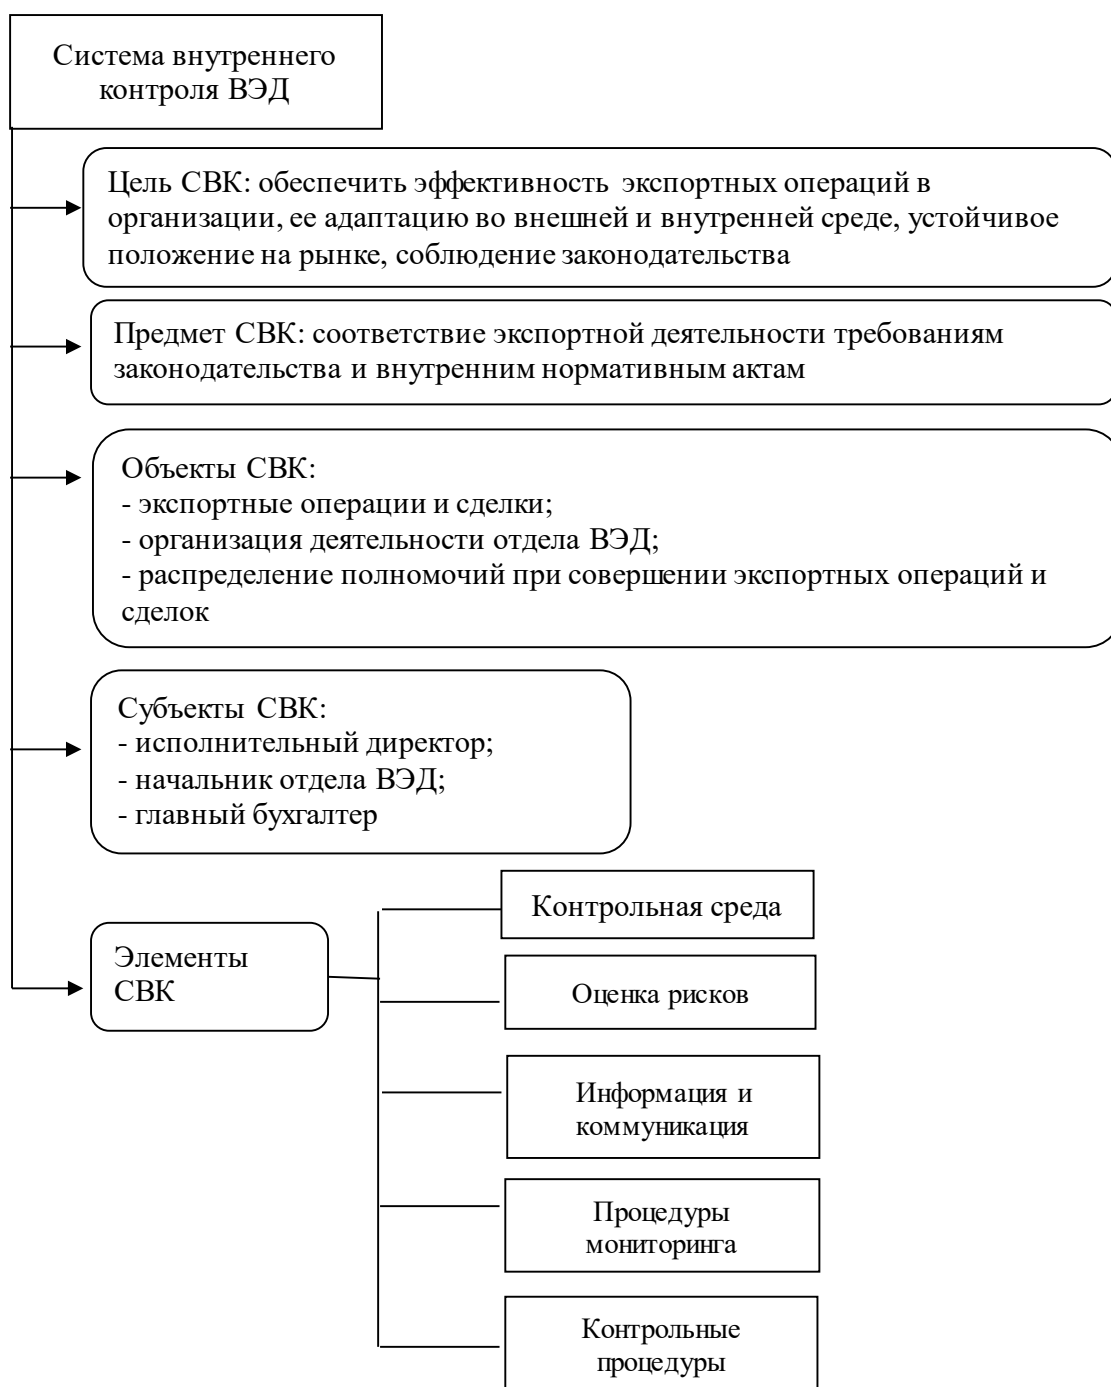 Система внутреннего
контроля ВЭД
Цель СВК: обеспечить эффективность экспортных операций в
организации, ее адаптацию во внешней и внутренней среде, устойчивое
положение на рынке, соблюдение законодательства
Предмет СВК: соответствие экспортной деятельности требованиям
законодательства и внутренним нормативным актам
Объекты СВК:
- экспортные операции и сделки;
- организация деятельности отдела ВЭД;
- распределение полномочий при совершении экспортных операций и
сделок
Субъекты СВК:
- исполнительный директор;
- начальник отдела ВЭД;
- главный бухгалтер
Элементы
СВК
Контрольная среда
Оценка рисков
Информация и
коммуникация
Процедуры
мониторинга
Контрольные
процедуры